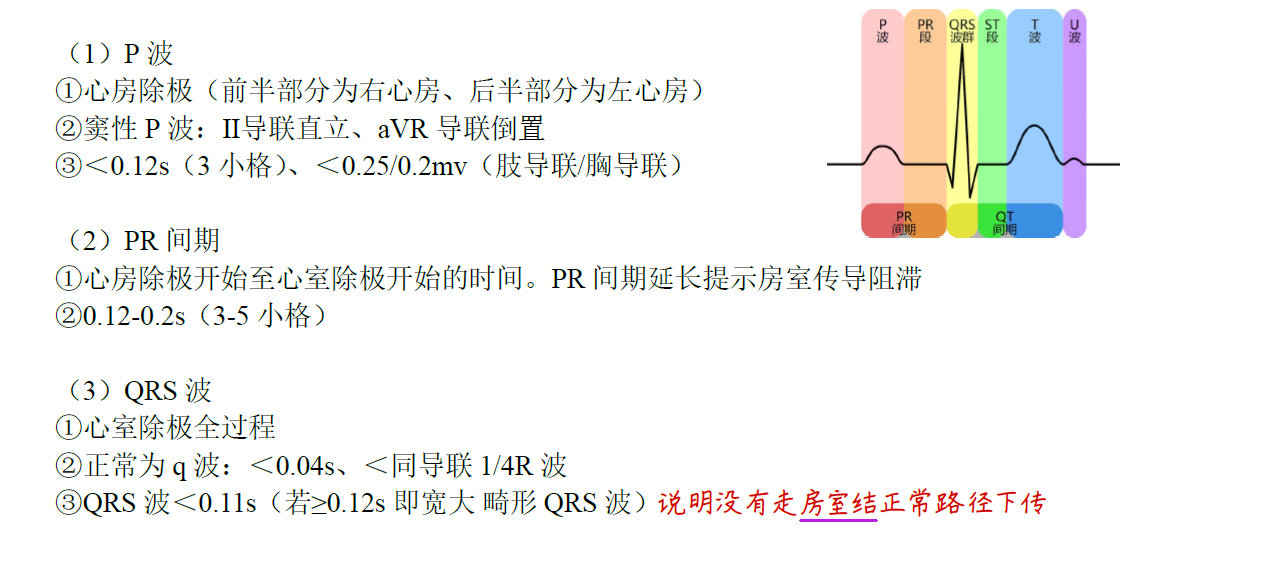 （1）P 波
①心房除极（前半部分为右心房、后半部分为左心房）
②窦性 P 波：II导联直立、aVR 导联倒置
③＜0.12s（3 小格）、＜0.25/0.2mv（肢导联/胸导联）
P
波
PR
段
QRS
波群
ST
段
T
波
U
波
PR
间期
QT
间期
（2）PR 间期
①心房除极开始至心室除极开始的时间。PR 间期延长提示房室传导阻滞
②0.12-0.2s（3-5 小格）
（3）QRS 波
①心室除极全过程
②正常为 q 波：＜0.04s、＜同导联 1/4R 波
③QRS 波＜0.11s（若≥0.12s 即宽大 畸形 QRS 波）说明没有走房室结正常路径下传